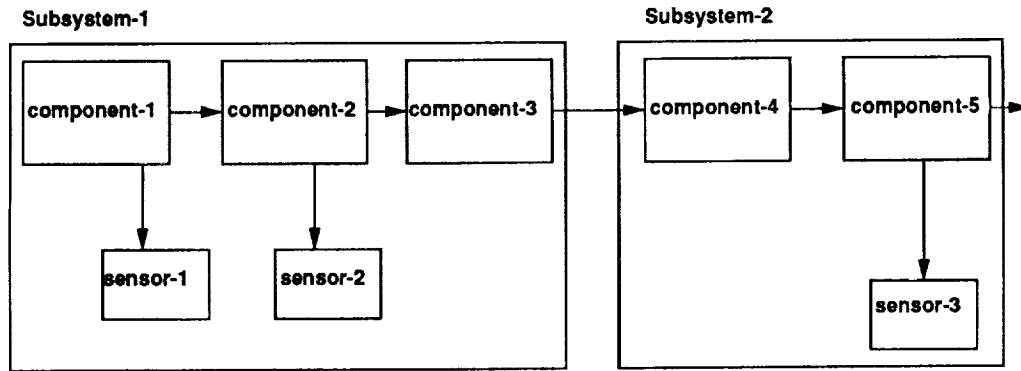 Subsystem-1
Subsystem-2
component-1
component-2
component-3
component-4
component-5
sensor-1
sensor-2
sensor-3